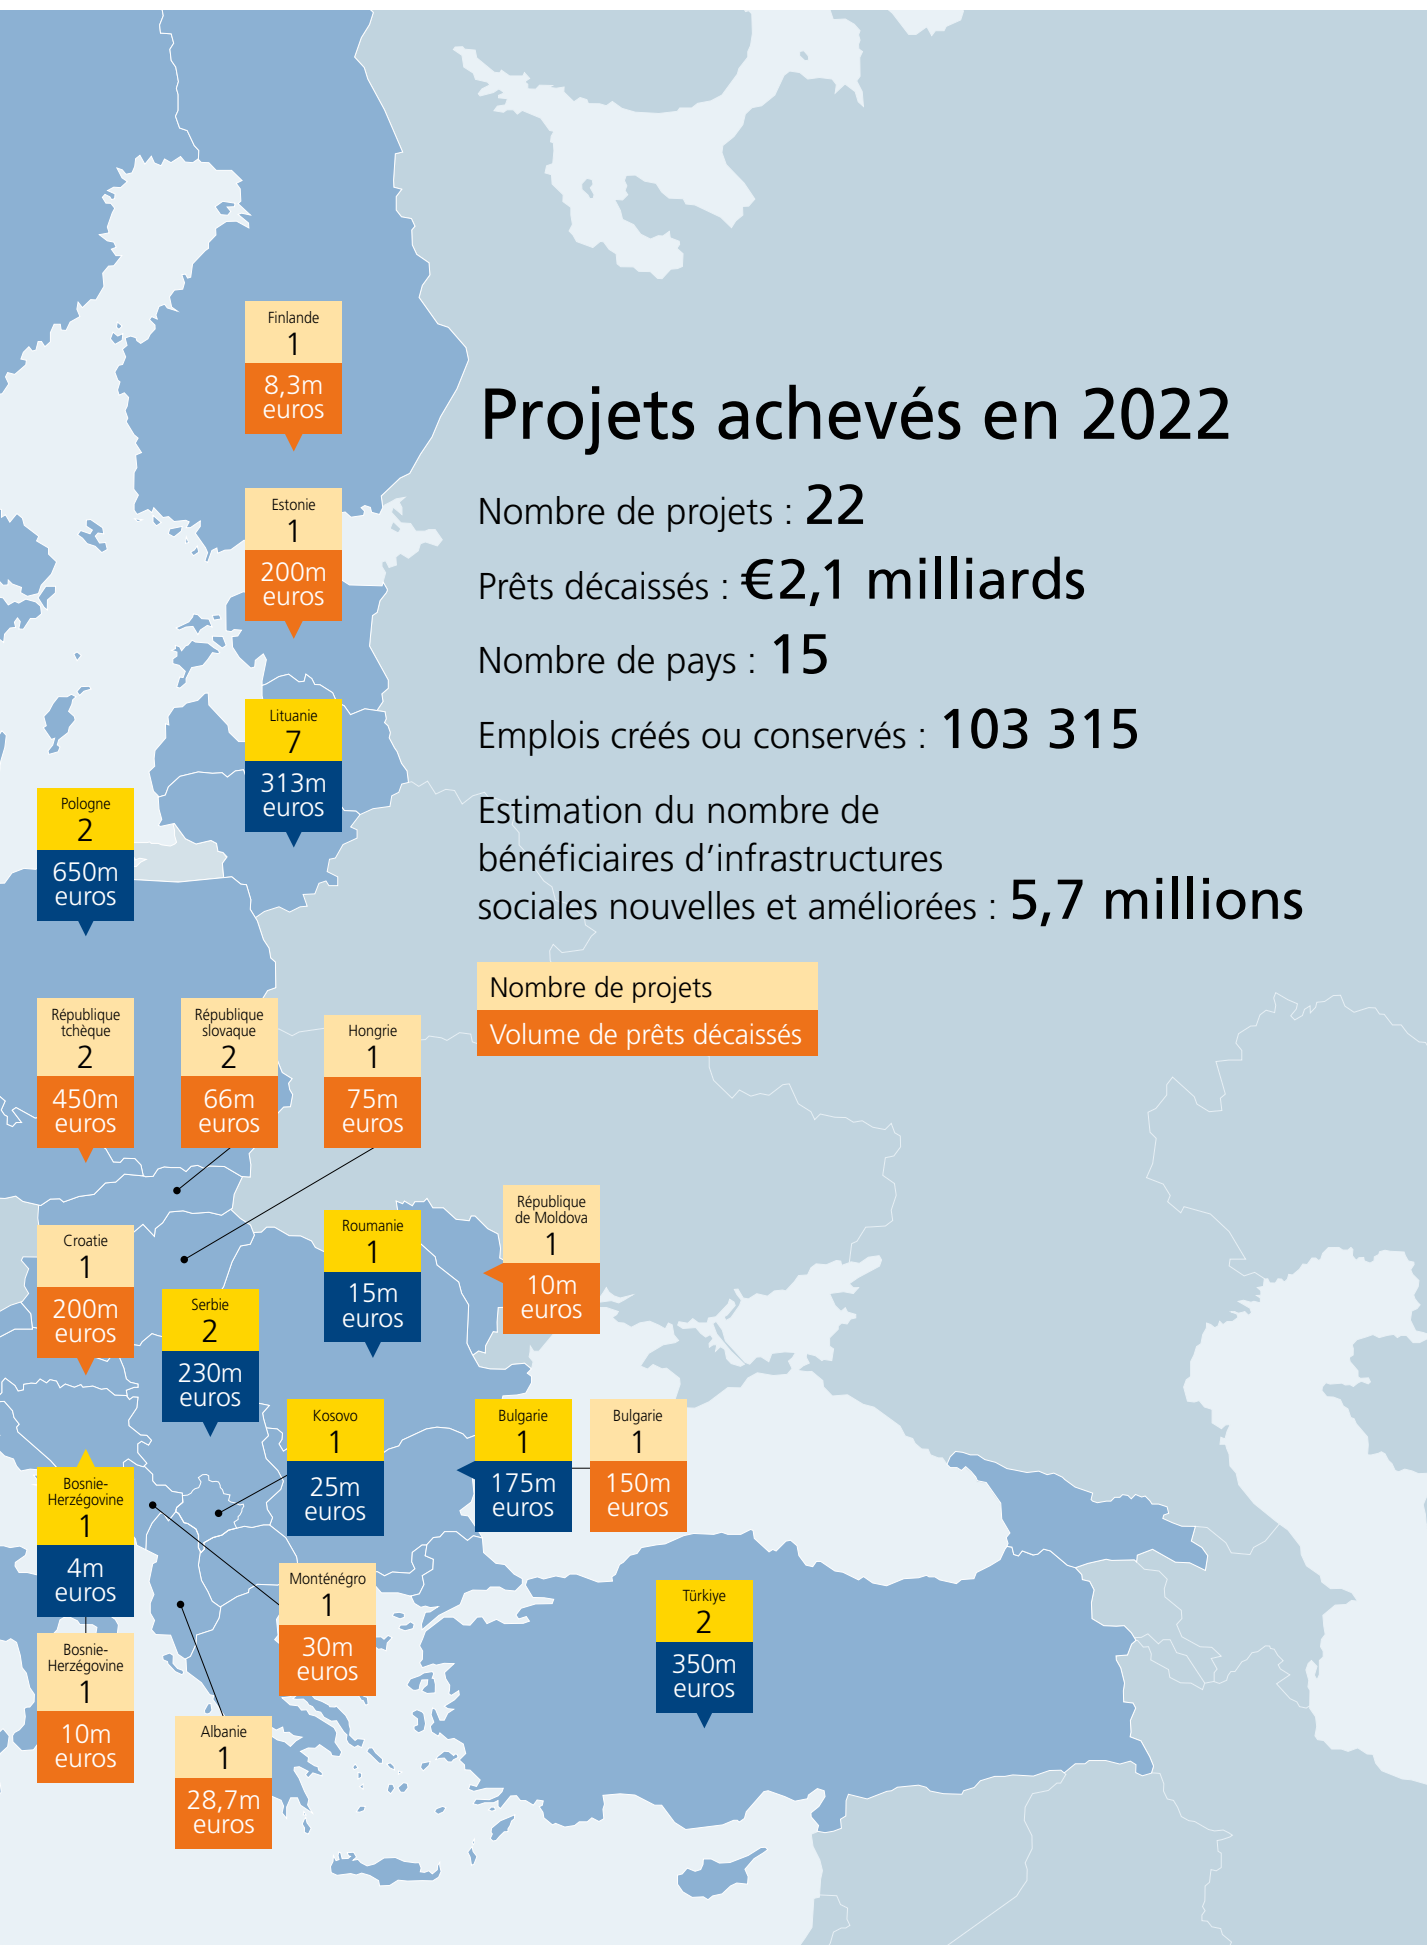 Finlande
1
8,3m
euros
Projets achevés en 2022
Nombre de projets : 22
Prêts décaissés : €2,1 milliards
Nombre de pays : 15
Emplois créés ou conservés : 103 315
Estimation du nombre de
bénéficiaires d’infrastructures
sociales nouvelles et améliorées : 5,7 millions
Nombre de projets
Volume de prêts décaissés
Estonie
1
200m
euros
Lituanie
7
313m
euros
Pologne
2
650m
euros
République
tchèque
2
450m
euros
République
slovaque
2
66m
euros
Hongrie
1
75m
euros
Croatie
1
200m
euros
Serbie
2
230m
euros
Roumanie
1
15m
euros
République
de Moldova
1
10m
euros
Kosovo
1
25m
euros
Bulgarie
1
175m
euros
Bulgarie
1
150m
euros
Bosnie-
Herzégovine
1
4m
euros
Bosnie-
Herzégovine
1
10m
euros
Monténégro
1
30m
euros
Albanie
1
28,7m
euros
Türkiye
2
350m
euros